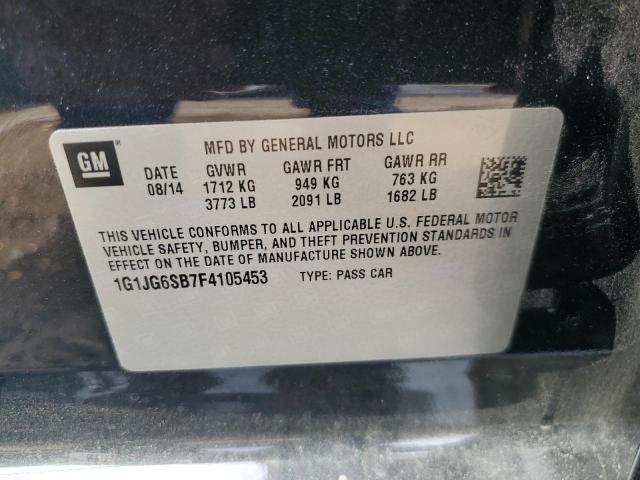 GM
MFD BY GENERAL MOTORS LLC
DATE GVWR GAWR FRT GAWR RR
08/14 1712 KG 949 KG 763 KG
3773 LB 2091 LB 1682 LB
THIS VEHICLE CONFORMS TO ALL APPLICABLE U.S. FEDERAL MOTOR
VEHICLE SAFETY, BUMPER, AND THEFT PREVENTION STANDARDS IN
EFFECT ON THE DATE OF MANUFACTURE SHOWN ABOVE.
1G1JG6SB7F4105453 TYPE: PASS CAR